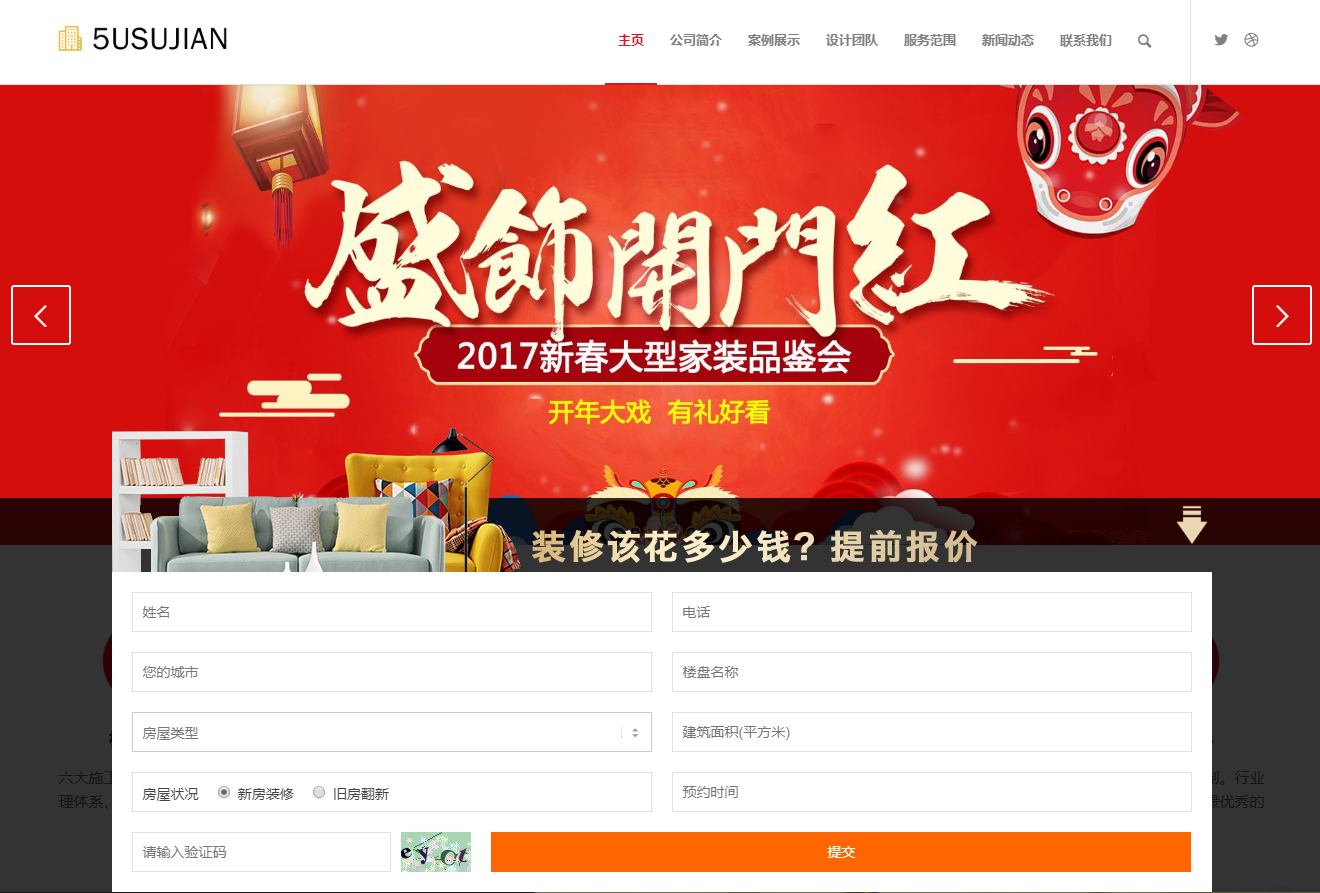 5USUJIAN
主页 公司简介 案例展示 设计团队 服务范围 新闻动态 联系我们
盛飾開門红
2017新春大型家装品鉴会
开年大戏 有礼好看
装修该花多少钱？提前报价
姓名 电话
您的城市 楼盘名称
房屋类型 建筑面积(平方米)
房屋状况 新房装修 旧房翻新 预约时间
请输入验证码 提交
六大施工
制。行业
理体系、
最优秀的